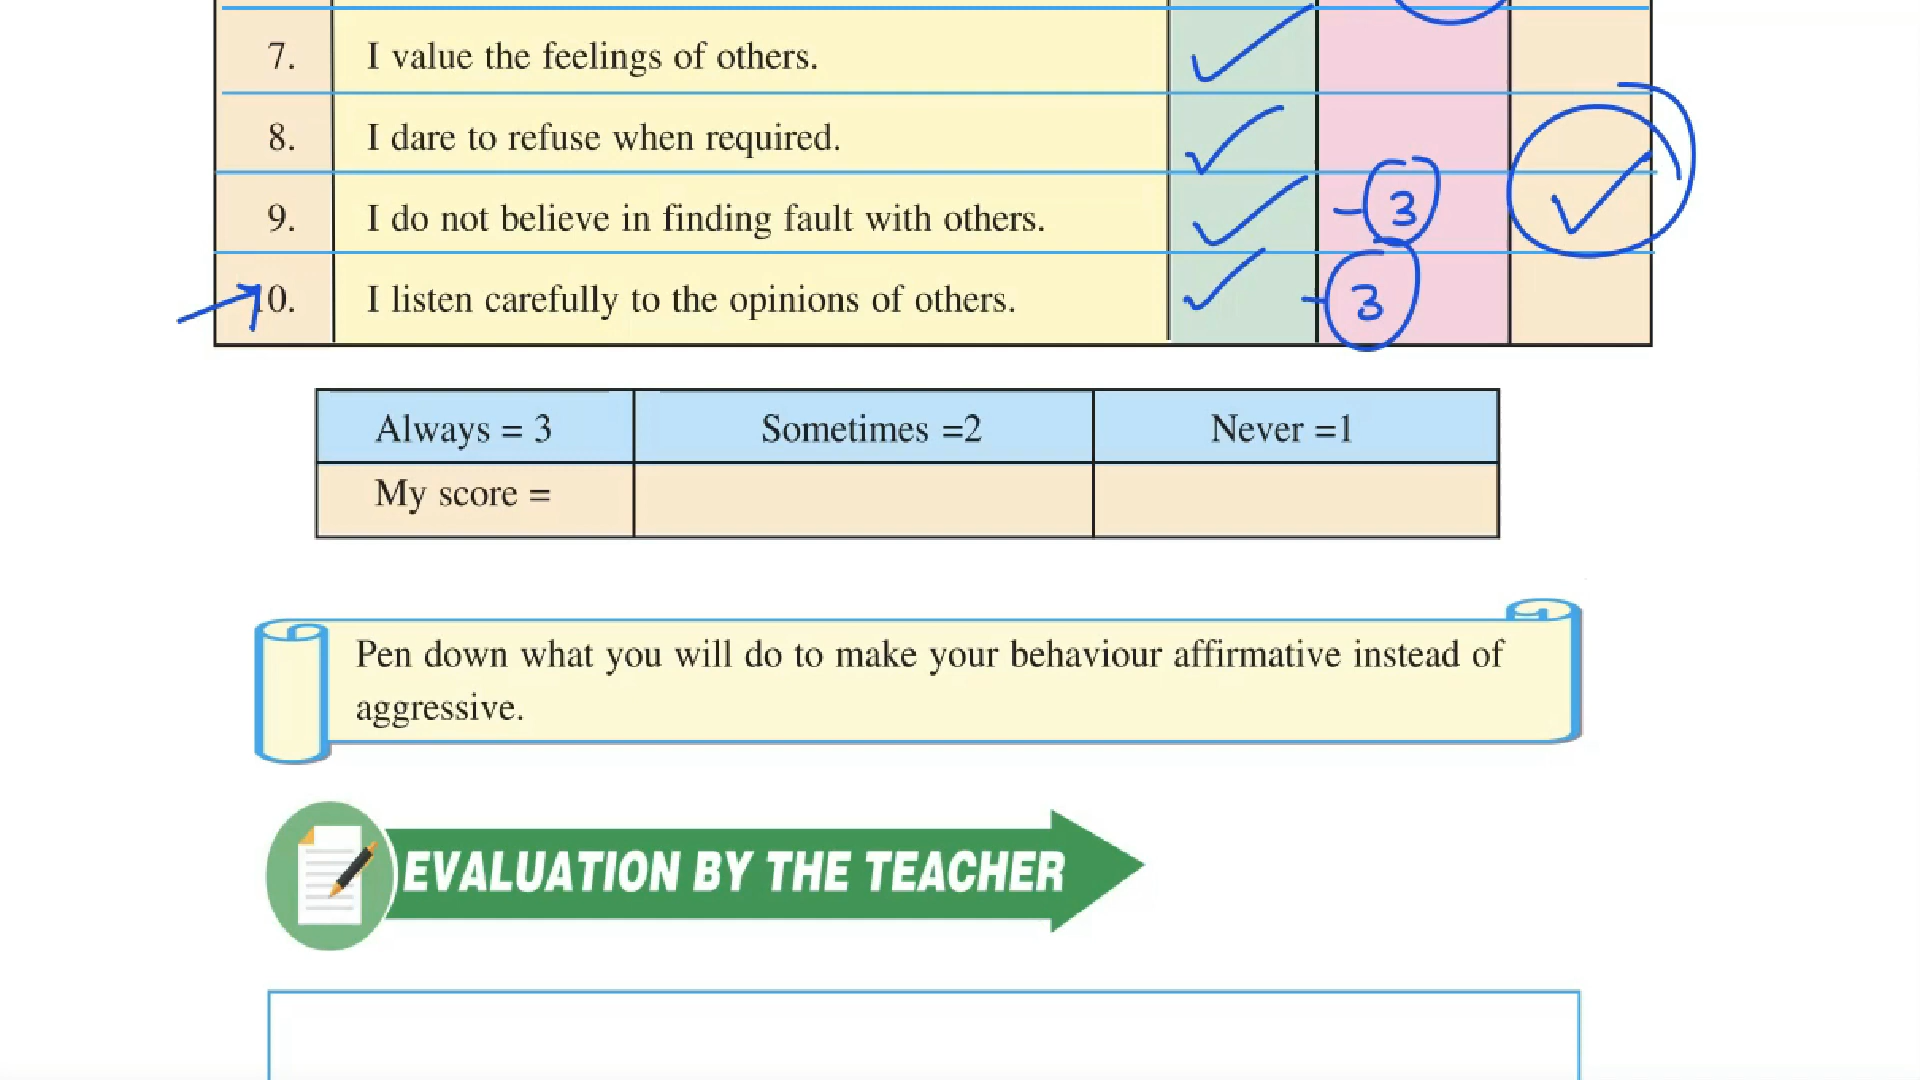 7. I value the feelings of others.
8. I dare to refuse when required.
9. I do not believe in finding fault with others. -3
10. I listen carefully to the opinions of others. -3
Always = 3 Sometimes =2 Never =1
My score =
Pen down what you will do to make your behaviour affirmative instead of
aggressive.
EVALUATION BY THE TEACHER